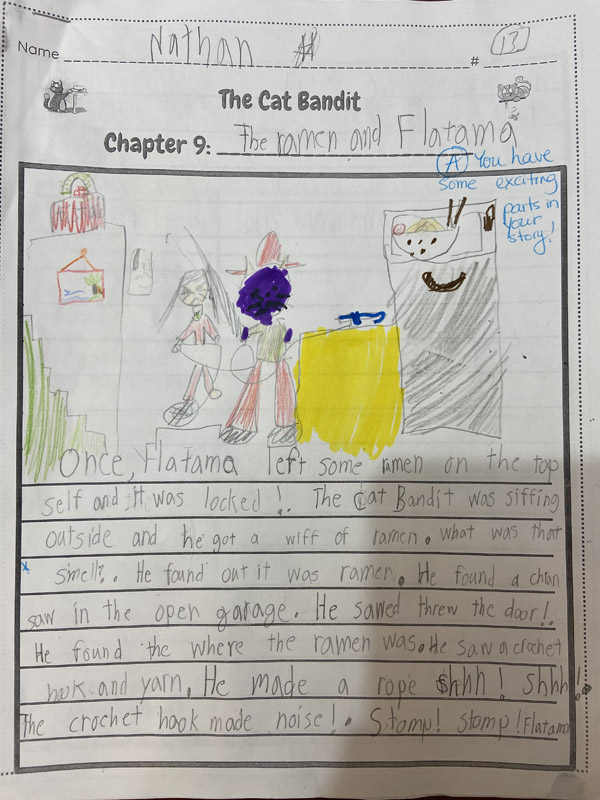 Name Nathan # 13
The Cat Bandit
Chapter 9: The ramen and Flatama
A You have
some exciting
parts in
your
story!
Once, Flatama left some ramen on the top
self and it was locked!. The Cat Bandit was siffing
outside and he got a wiff of ramen. what was that
smell?. He found out it was ramen. He found a chan
saw in the open garage. He sawed threw the door!.
He found the where the ramen was. He saw a crochet
hook and yarn. He made a rope Shhh! Shhh!
The crochet hook made noise!. Stomp! stomp! Flatama